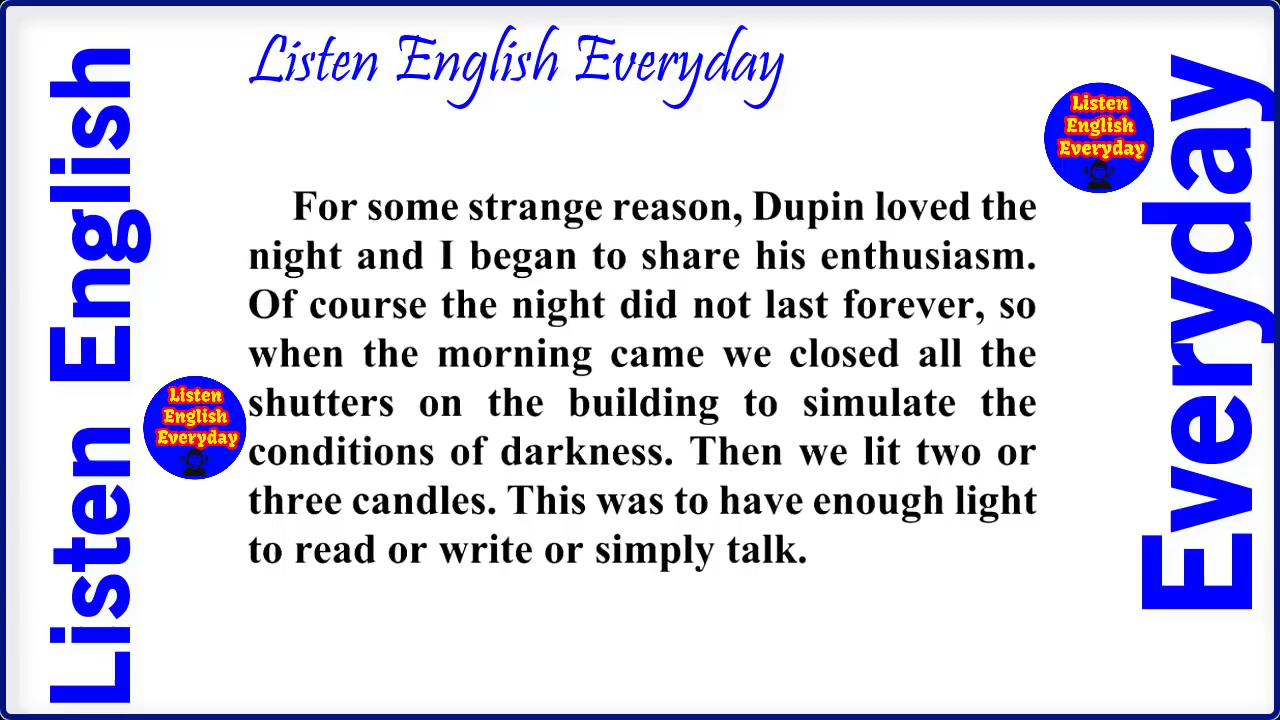 Listen English Everyday
Listen English
Everyday
Listen
English
Everyday
For some strange reason, Dupin loved the
night and I began to share his enthusiasm.
Of course the night did not last forever, so
when the morning came we closed all the
shutters on the building to simulate the
conditions of darkness. Then we lit two or
three candles. This was to have enough light
to read or write or simply talk.
Listen
English
Everyday